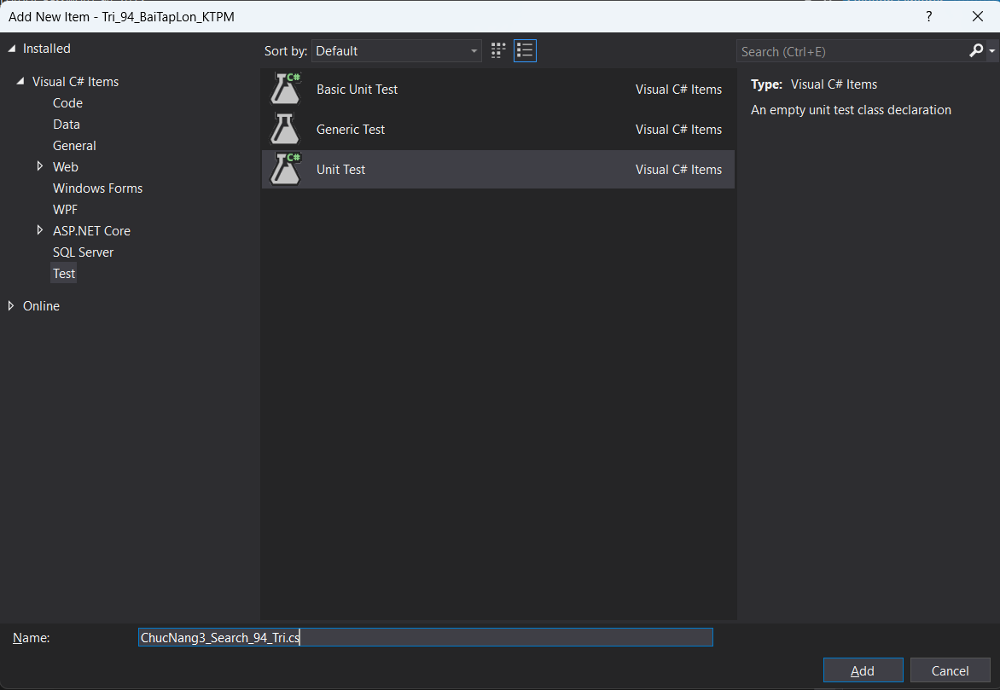 Add New Item - Tri_94_BaiTapLon_KTPM
?
Installed
Sort by: Default
Search (Ctrl+E)
Visual C# Items
Code
Data
General
Web
Windows Forms
WPF
ASP.NET Core
SQL Server
Test
Online
C#
Basic Unit Test Visual C# Items
Generic Test Visual C# Items
C#
Unit Test Visual C# Items
Type: Visual C# Items
An empty unit test class declaration
Name: ChucNang3_Search_94_Tri.cs
Add Cancel